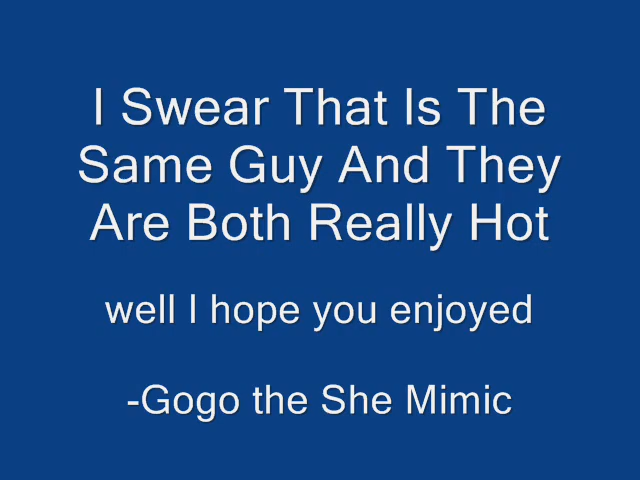 I Swear That Is The
Same Guy And They
Are Both Really Hot
well I hope you enjoyed
-Gogo the She Mimic